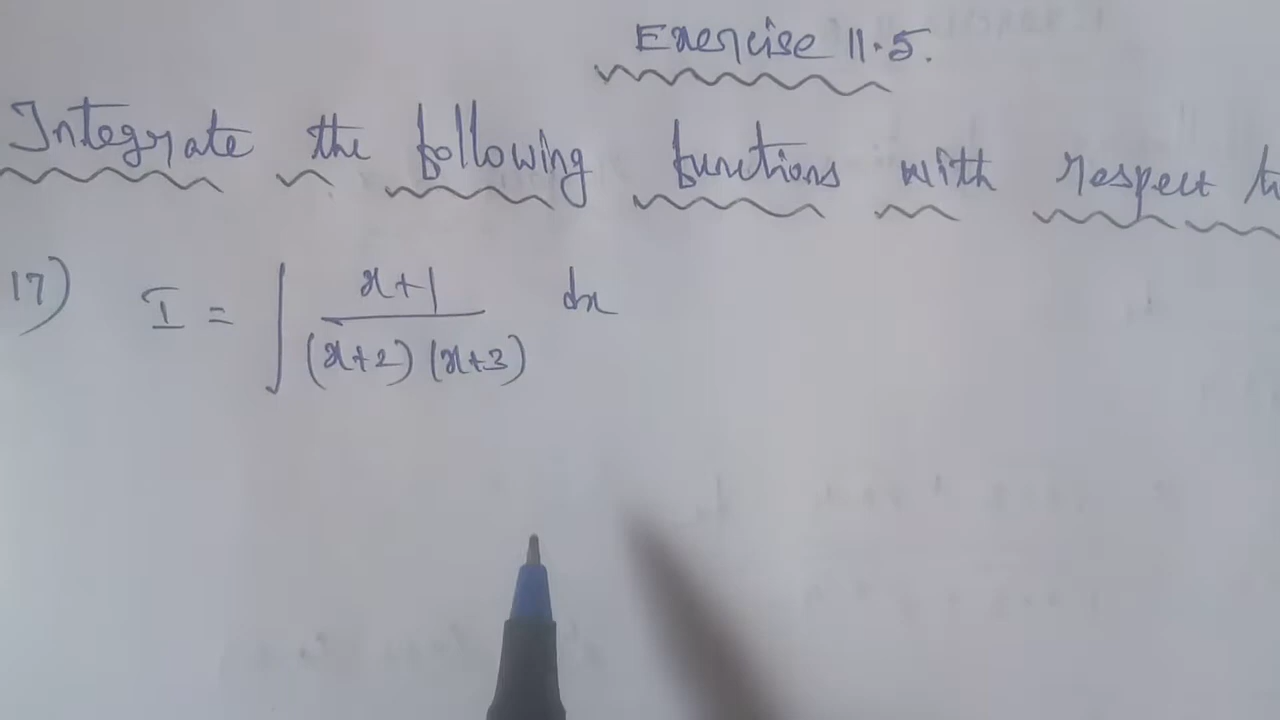 Exercise 11.5.
Integrate the following functions with respect
17) I = ∫ x+1 / (x+2) (x+3) dx